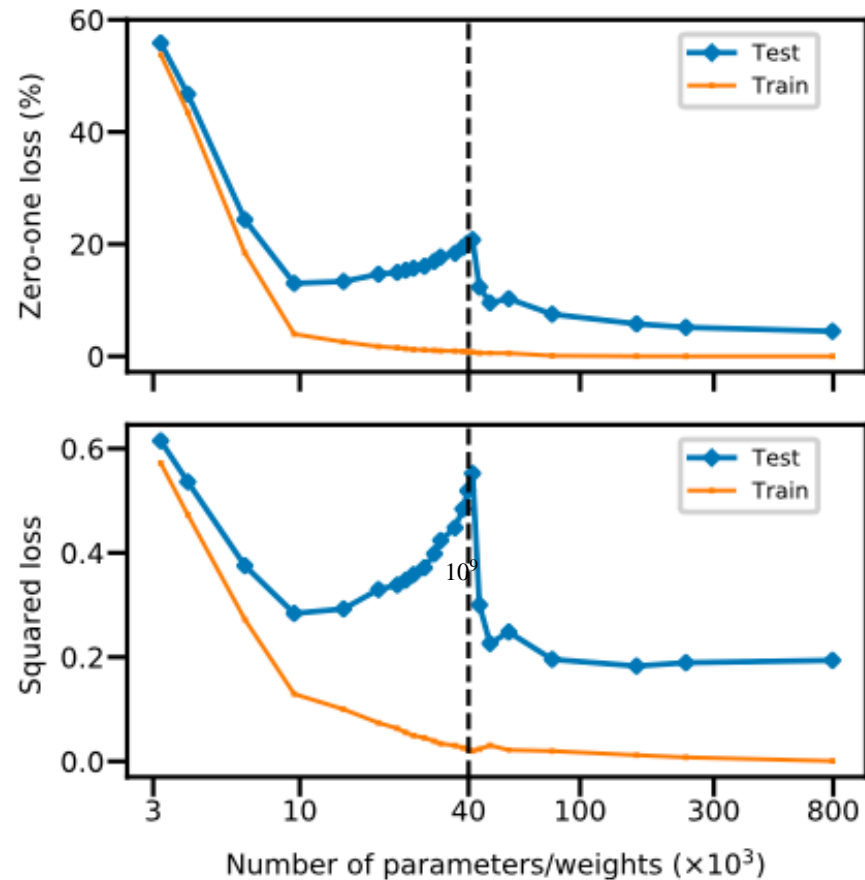 60
40
20
0
Zero-one loss (%)
Test
Train
0.6
0.4
0.2
0.0
Squared loss
Test
Train
10⁹
3 10 40 100 300 800
Number of parameters/weights (×10³)